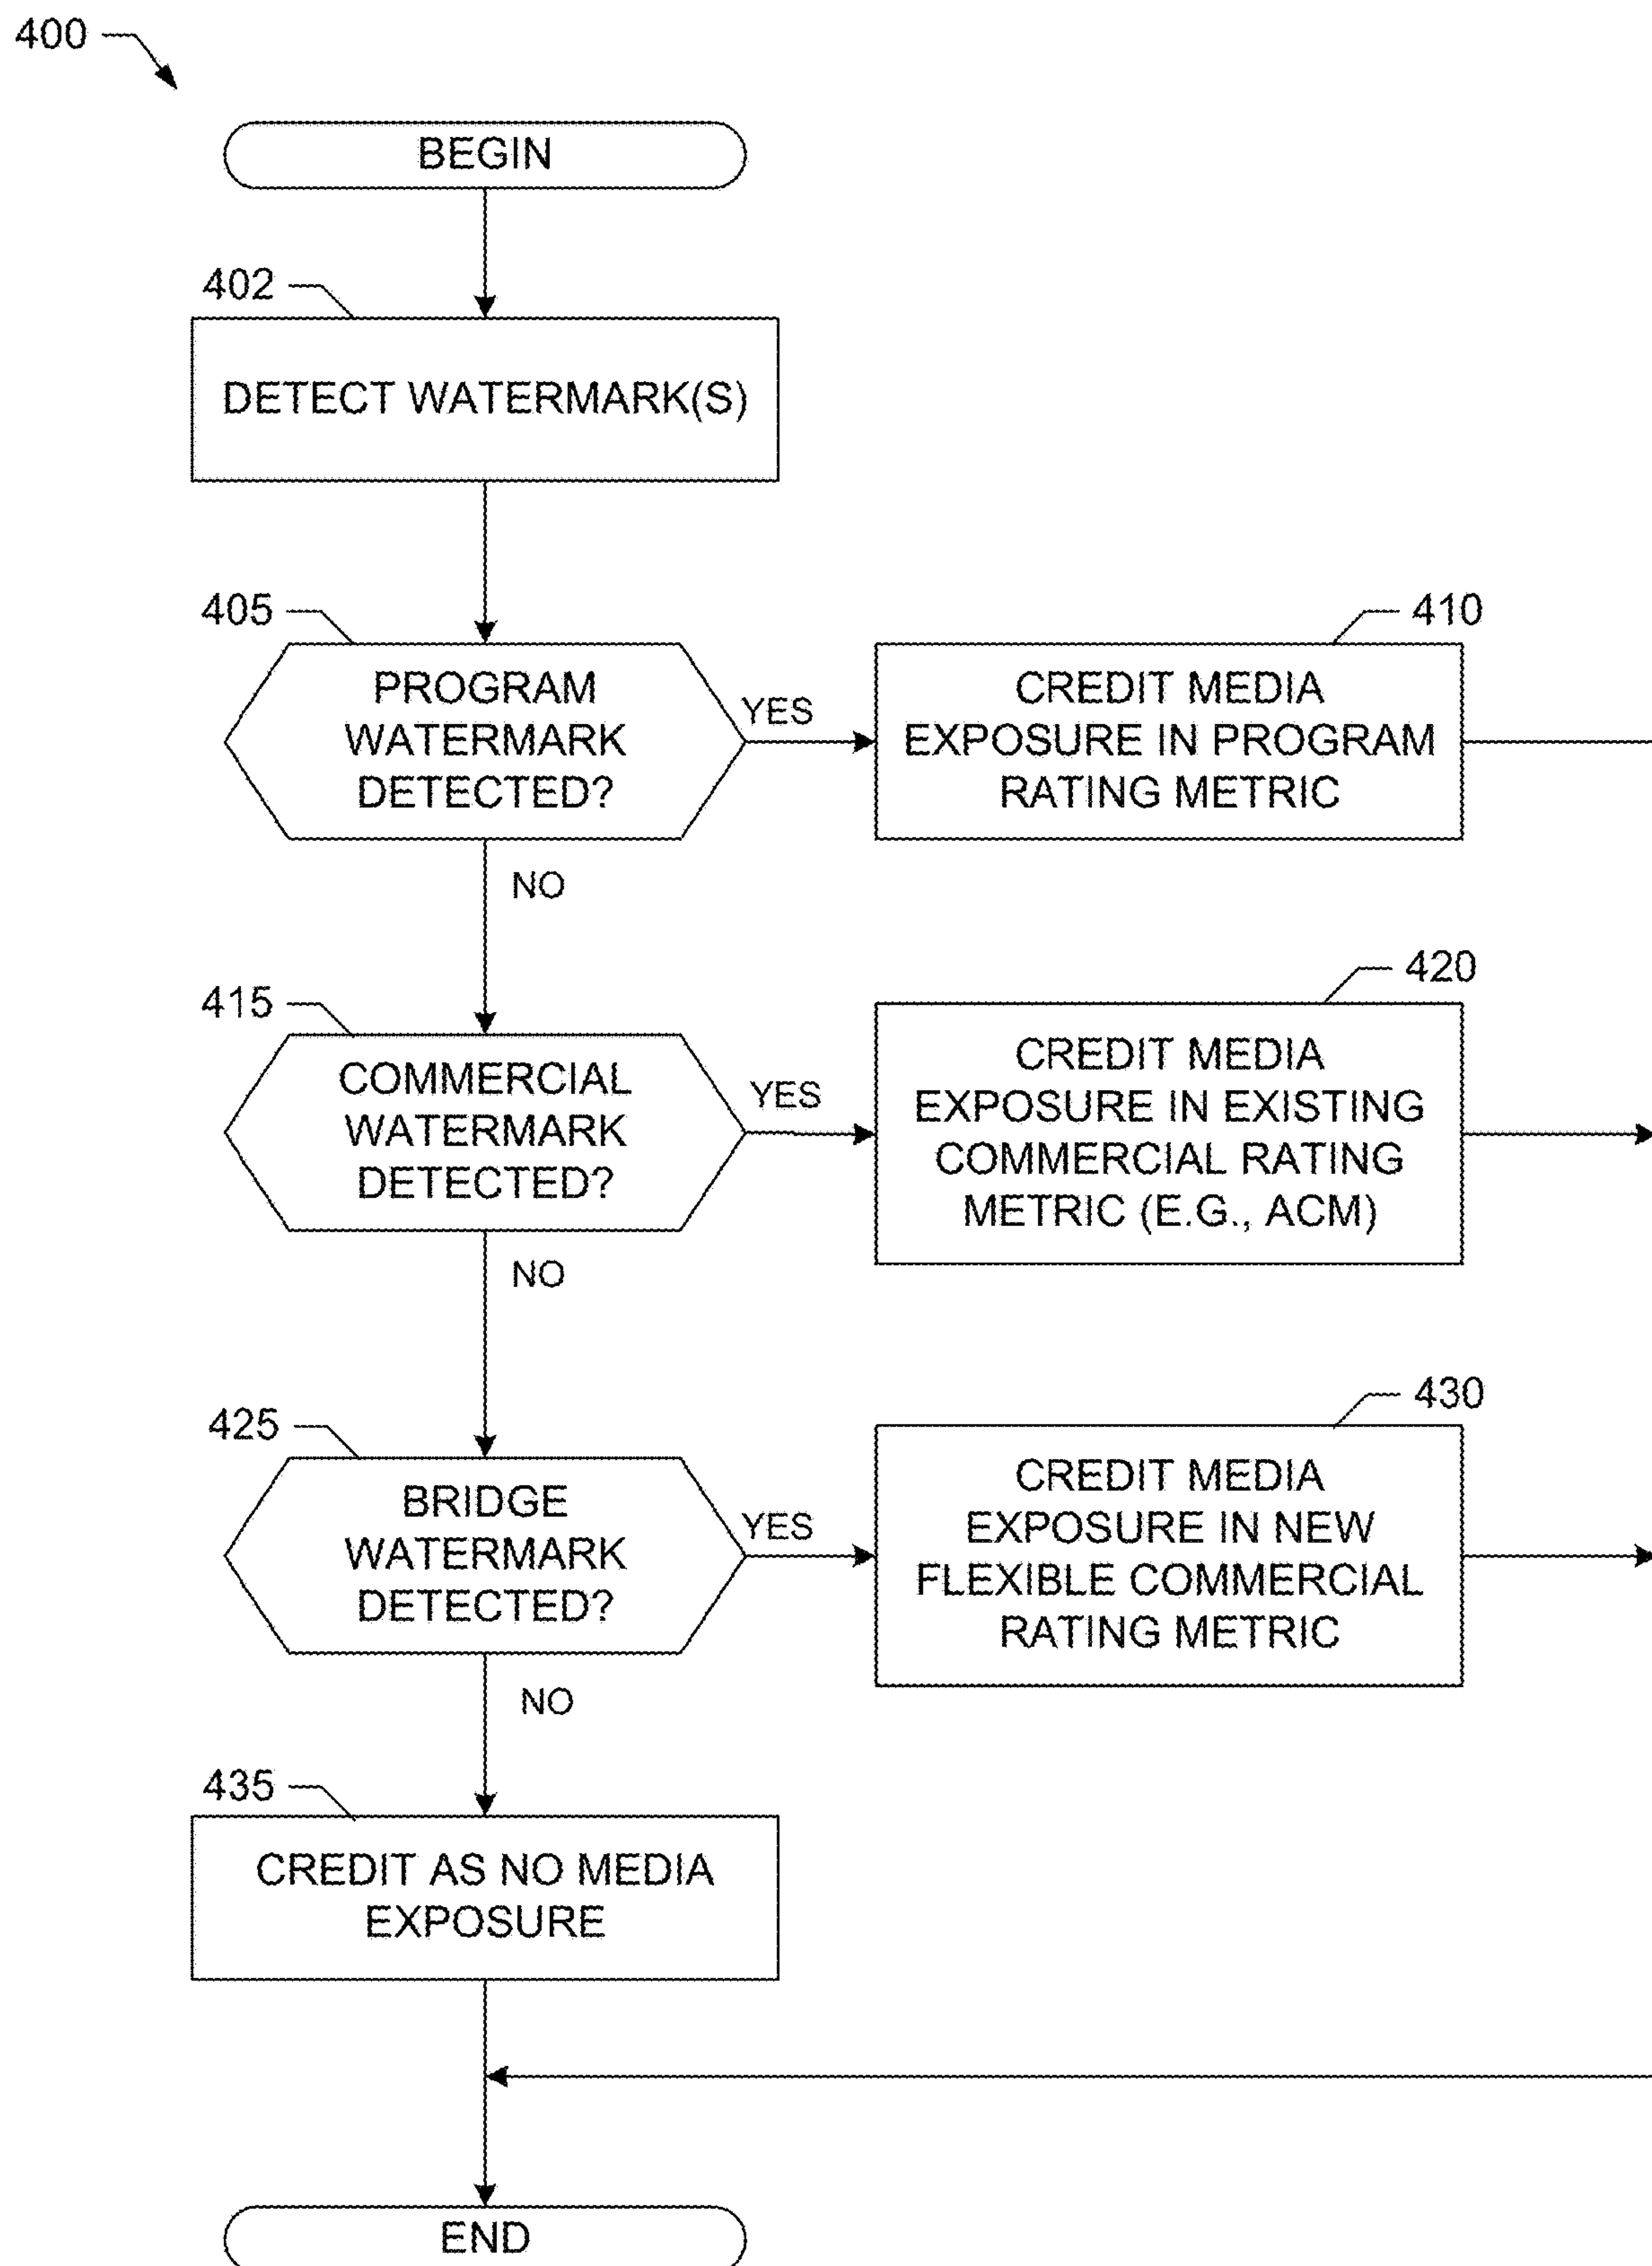 400
BEGIN
402
DETECT WATERMARK(S)
405
PROGRAM
WATERMARK
DETECTED?
YES
410
CREDIT MEDIA
EXPOSURE IN PROGRAM
RATING METRIC
NO
415
COMMERCIAL
WATERMARK
DETECTED?
YES
420
CREDIT MEDIA
EXPOSURE IN EXISTING
COMMERCIAL RATING
METRIC (E.G., ACM)
NO
425
BRIDGE
WATERMARK
DETECTED?
YES
430
CREDIT MEDIA
EXPOSURE IN NEW
FLEXIBLE COMMERCIAL
RATING METRIC
NO
435
CREDIT AS NO MEDIA
EXPOSURE
END